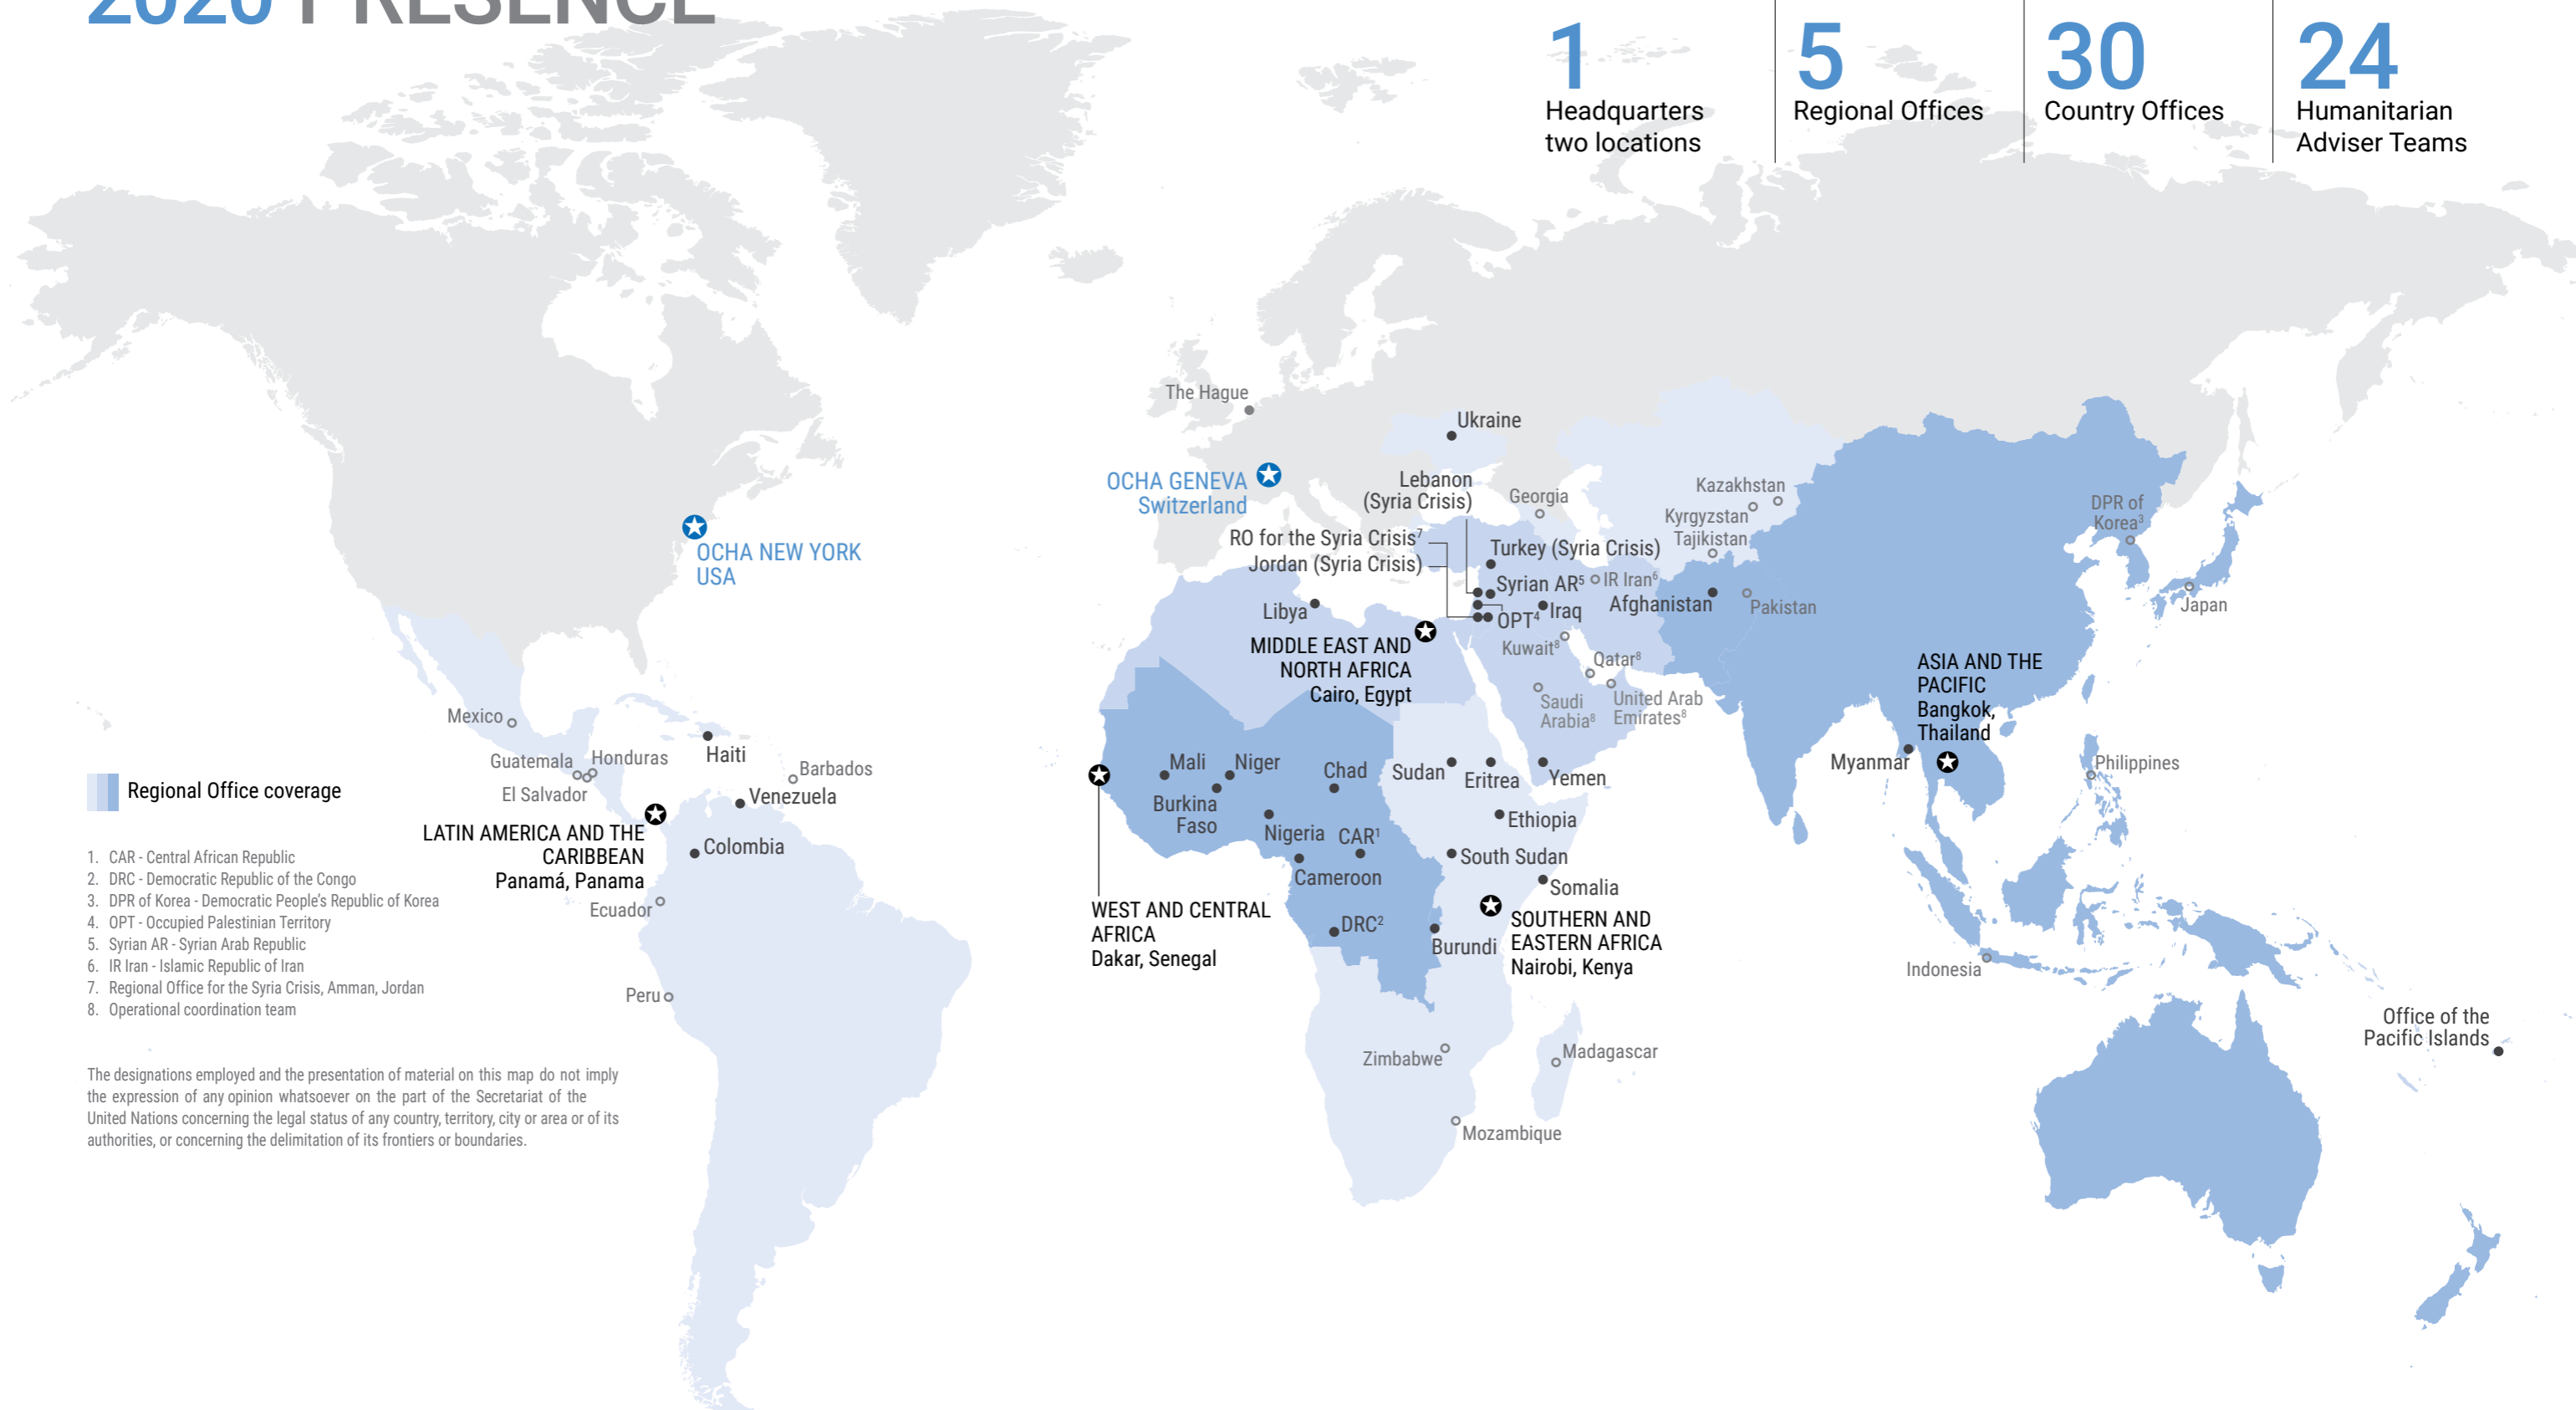 2020 PRESENCE
1
Headquarters
two locations
5
Regional Offices
30
Country Offices
24
Humanitarian
Adviser Teams
The Hague
Ukraine
OCHA GENEVA
Switzerland
Lebanon
(Syria Crisis)
Georgia
Kazakhstan
Kyrgyzstan
Tajikistan
DPR of
Korea³
OCHA NEW YORK
USA
RO for the Syria Crisis⁷
Jordan (Syria Crisis)
Turkey (Syria Crisis)
Syrian AR⁵
IR Iran⁶
Libya
OPT⁴
Iraq
Afghanistan
Pakistan
Japan
MIDDLE EAST AND
NORTH AFRICA
Cairo, Egypt
Kuwait⁸
Qatar⁸
Saudi
Arabia⁸
United Arab
Emirates⁸
ASIA AND THE
PACIFIC
Bangkok,
Thailand
Mexico
Haiti
Guatemala
Honduras
El Salvador
Barbados
Venezuela
Mali
Niger
Burkina
Faso
Chad
Sudan
Eritrea
Yemen
Myanmar
Philippines
Regional Office coverage
LATIN AMERICA AND THE
CARIBBEAN
Panamá, Panama
Colombia
Nigeria
CAR¹
Cameroon
Ethiopia
South Sudan
Somalia
Ecuador
WEST AND CENTRAL
AFRICA
Dakar, Senegal
DRC²
Burundi
SOUTHERN AND
EASTERN AFRICA
Nairobi, Kenya
Indonesia
Peru
Office of the
Pacific Islands
Zimbabwe
Madagascar
Mozambique
1. CAR - Central African Republic
2. DRC - Democratic Republic of the Congo
3. DPR of Korea - Democratic People's Republic of Korea
4. OPT - Occupied Palestinian Territory
5. Syrian AR - Syrian Arab Republic
6. IR Iran - Islamic Republic of Iran
7. Regional Office for the Syria Crisis, Amman, Jordan
8. Operational coordination team
The designations employed and the presentation of material on this map do not imply
the expression of any opinion whatsoever on the part of the Secretariat of the
United Nations concerning the legal status of any country, territory, city or area or of its
authorities, or concerning the delimitation of its frontiers or boundaries.